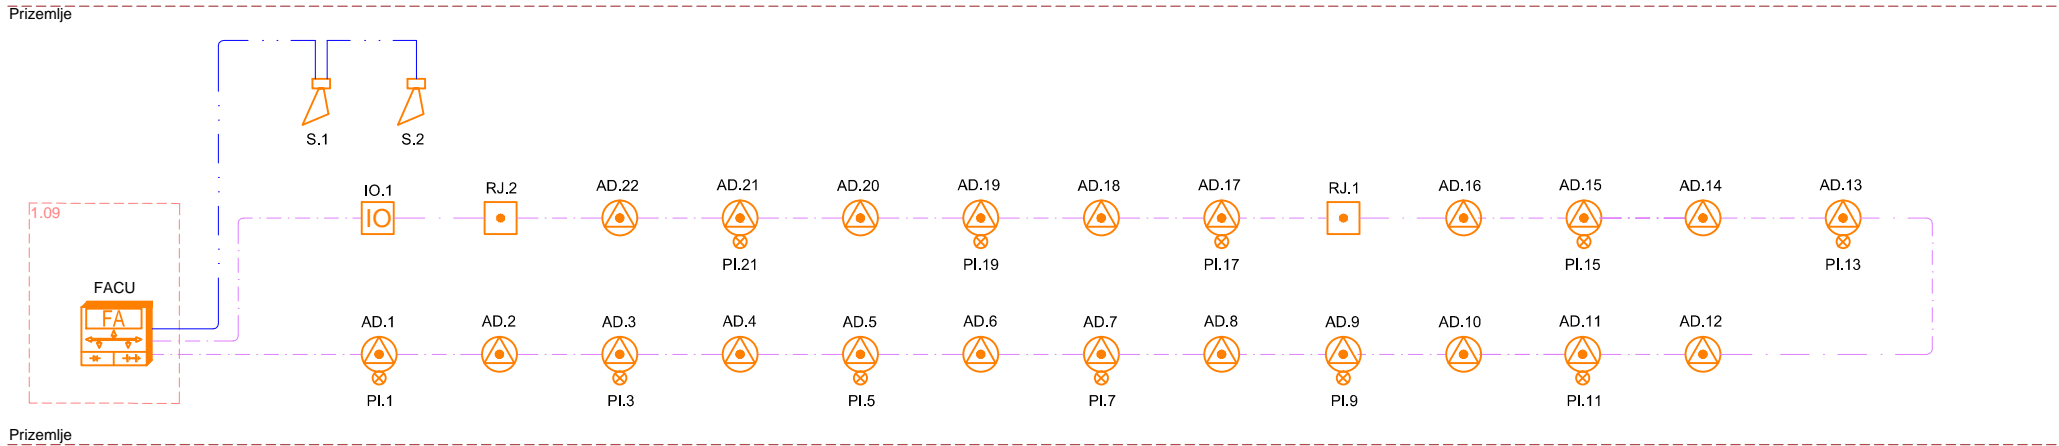 Prizemlje
S.1 S.2
IO.1 RJ.2 AD.22 AD.21 AD.20 AD.19 AD.18 AD.17 RJ.1 AD.16 AD.15 AD.14 AD.13
1.09
IO
PI.21 PI.19 PI.17 PI.15 PI.13
FACU
FA
AD.1 AD.2 AD.3 AD.4 AD.5 AD.6 AD.7 AD.8 AD.9 AD.10 AD.11 AD.12
PI.1 PI.3 PI.5 PI.7 PI.9 PI.11
Prizemlje